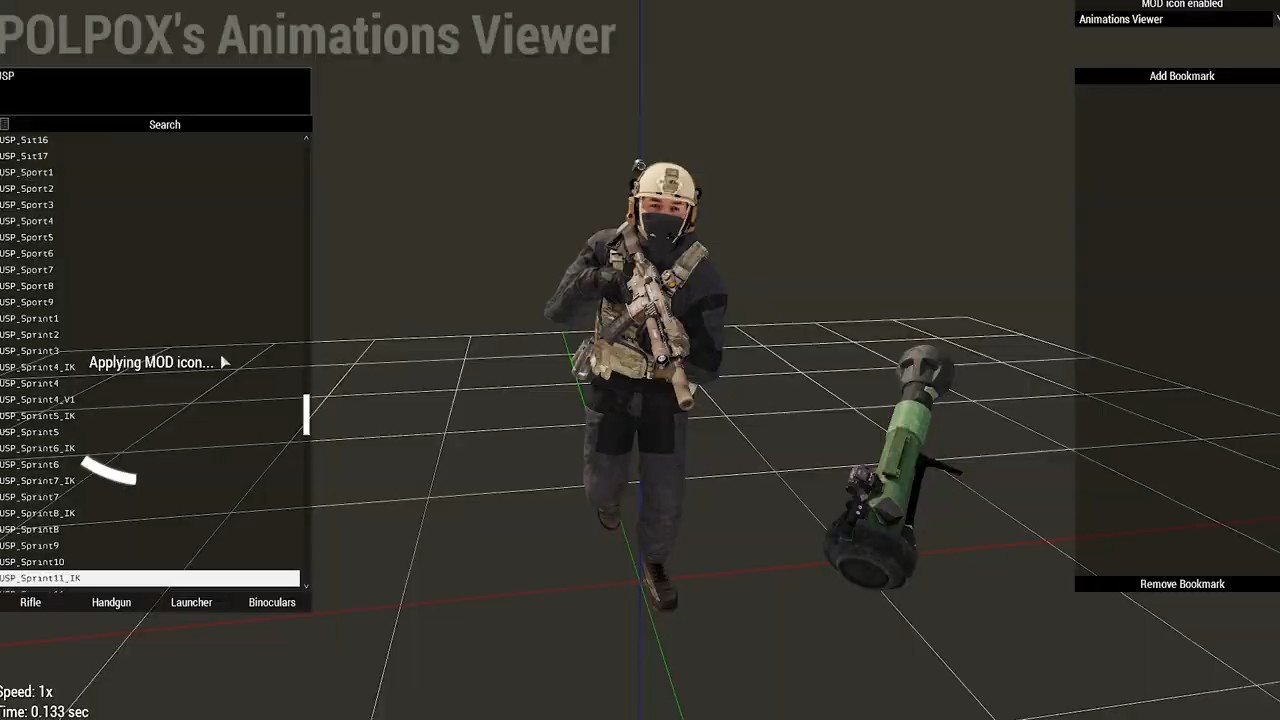 MOD icon enabled
POLPOX's Animations Viewer
Animations Viewer
USP
Add Bookmark
Search
USP_Sit16
USP_Sit17
USP_Sport1
USP_Sport2
USP_Sport3
USP_Sport4
USP_Sport5
USP_Sport6
USP_Sport7
USP_Sport8
USP_Sport9
USP_Sprint1
USP_Sprint2
USP_Sprint3
Applying MOD icon...
USP_Sprint4_IK
USP_Sprint4
USP_Sprint4_V1
USP_Sprint5_IK
USP_Sprint5
USP_Sprint6_IK
USP_Sprint6
USP_Sprint7_IK
USP_Sprint7
USP_Sprint8_IK
USP_Sprint8
USP_Sprint9
USP_Sprint10
USP_Sprint11_IK
Remove Bookmark
Rifle Handgun Launcher Binoculars
Speed: 1x
Time: 0.133 sec